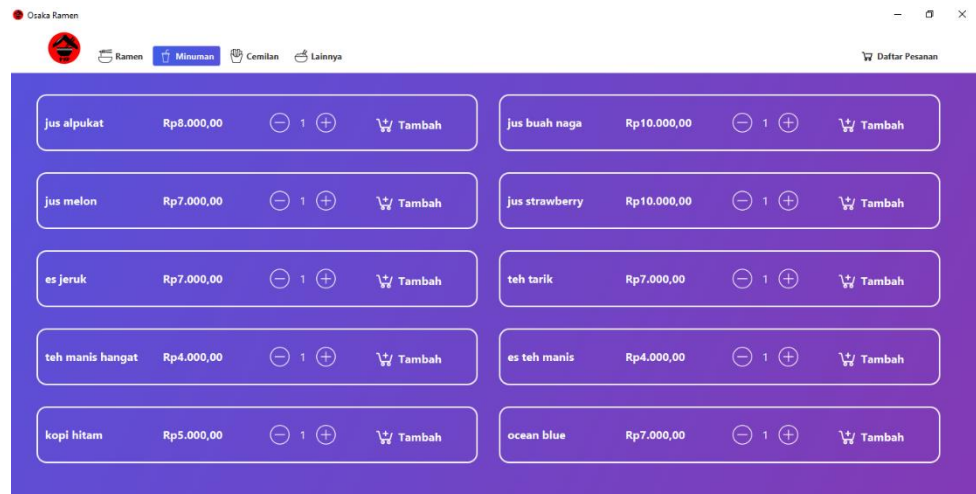 Osaka Ramen
Ramen Minuman Cemilan Lainnya Daftar Pesanan
jus alpukat Rp8.000,00 1 Tambah
jus buah naga Rp10.000,00 1 Tambah
jus melon Rp7.000,00 1 Tambah
jus strawberry Rp10.000,00 1 Tambah
es jeruk Rp7.000,00 1 Tambah
teh tarik Rp7.000,00 1 Tambah
teh manis hangat Rp4.000,00 1 Tambah
es teh manis Rp4.000,00 1 Tambah
kopi hitam Rp5.000,00 1 Tambah
ocean blue Rp7.000,00 1 Tambah